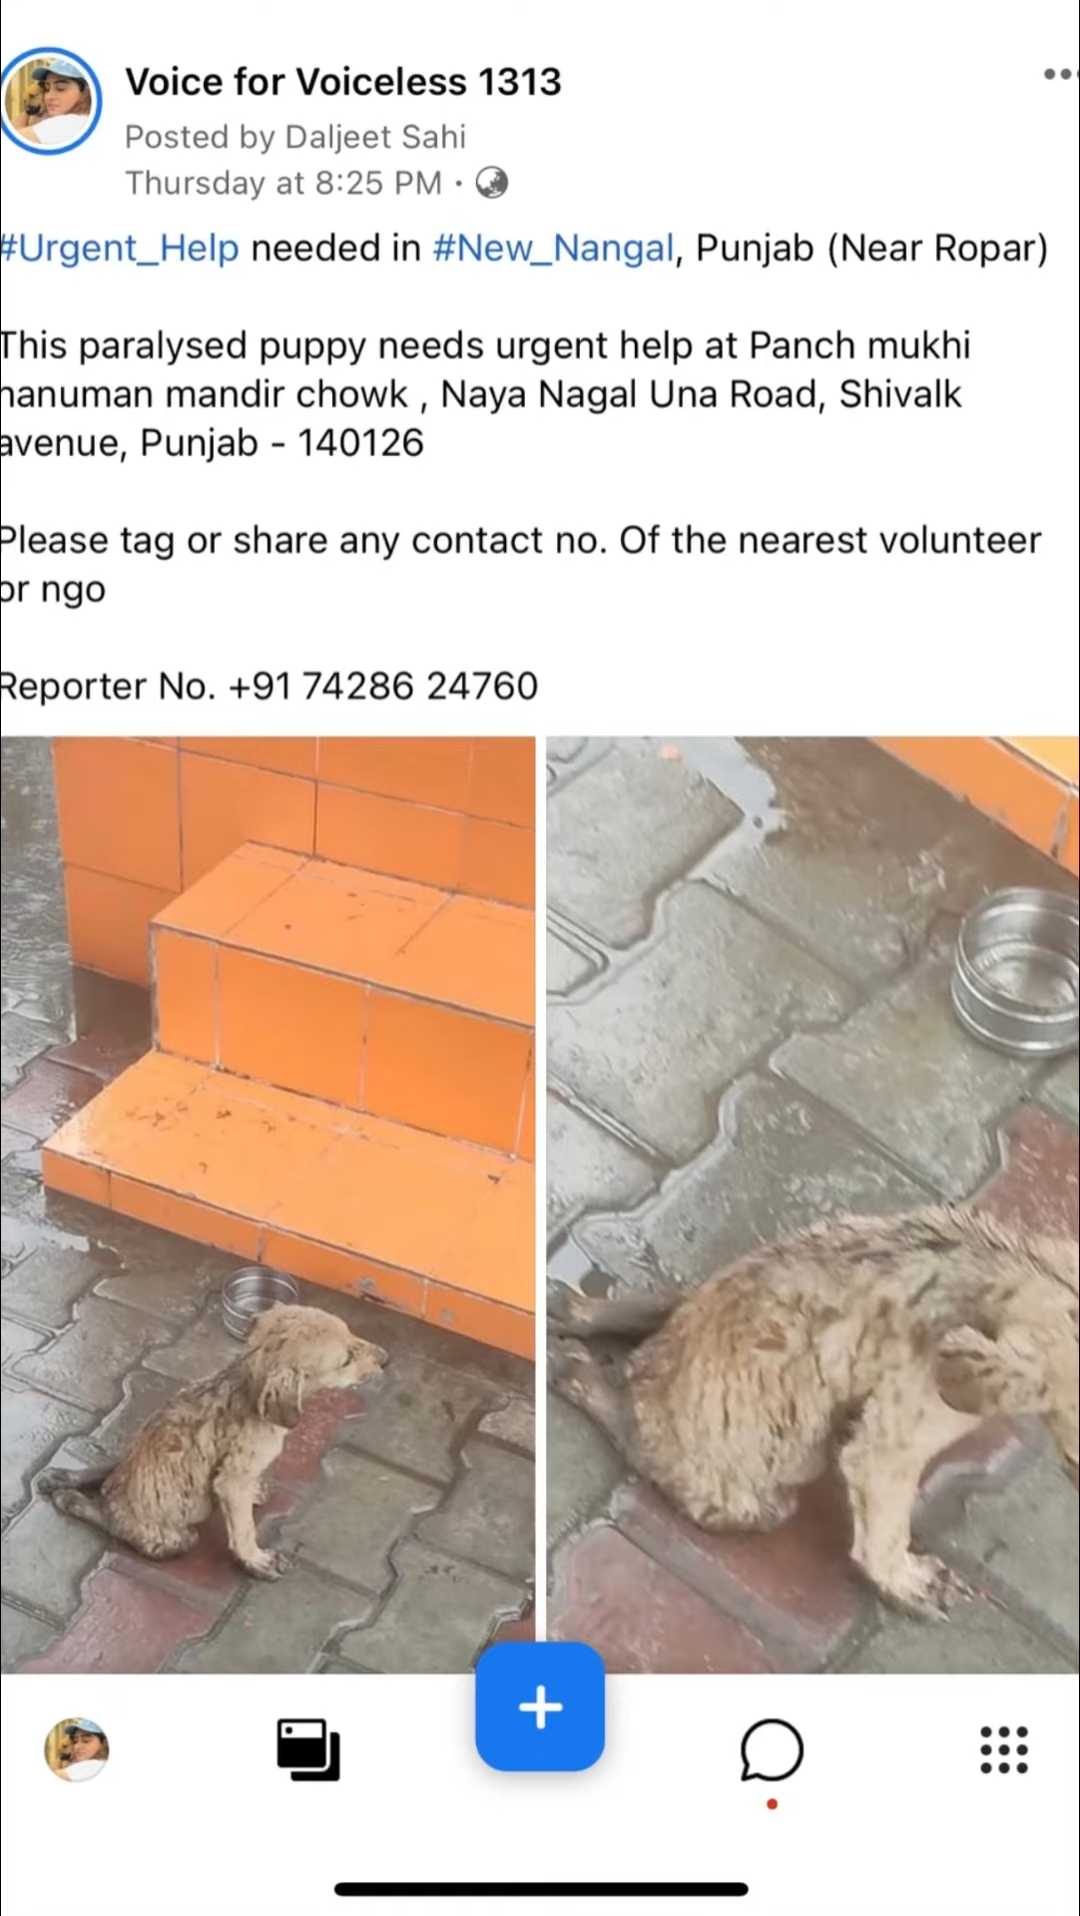 Voice for Voiceless 1313
Posted by Daljeet Sahi
Thursday at 8:25 PM ·
#Urgent_Help needed in #New_Nangal, Punjab (Near Ropar)
This paralysed puppy needs urgent help at Panch mukhi
hanuman mandir chowk , Naya Nagal Una Road, Shivalk
avenue, Punjab - 140126
Please tag or share any contact no. Of the nearest volunteer
or ngo
Reporter No. +91 74286 24760